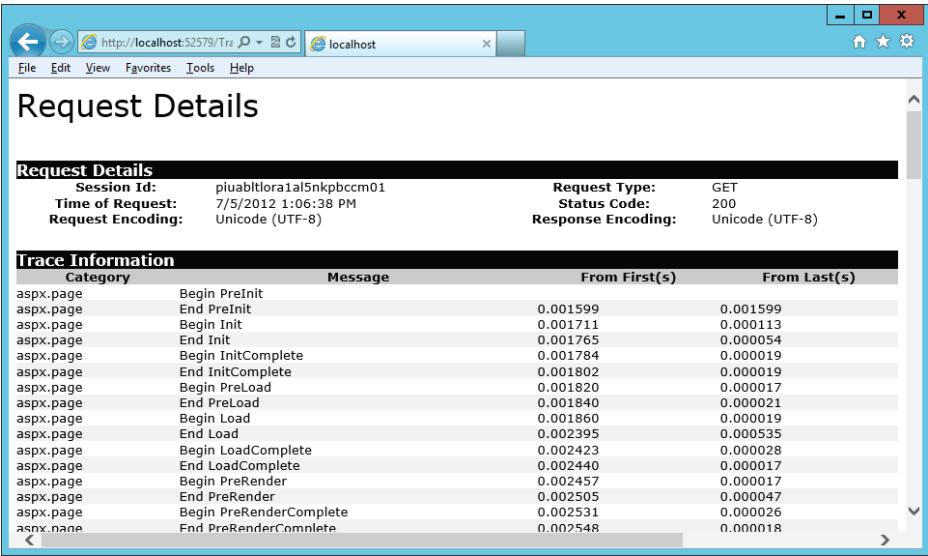 http://localhost:52579/Tra
localhost
File Edit View Favorites Tools Help
Request Details
Request Details
Session Id: piuabltlora1al5nkpbccm01 Request Type: GET
Time of Request: 7/5/2012 1:06:38 PM Status Code: 200
Request Encoding: Unicode (UTF-8) Response Encoding: Unicode (UTF-8)
Trace Information
Category Message From First(s) From Last(s)
aspx.page Begin PreInit
aspx.page End PreInit 0.001599 0.001599
aspx.page Begin Init 0.001711 0.000113
aspx.page End Init 0.001765 0.000054
aspx.page Begin InitComplete 0.001784 0.000019
aspx.page End InitComplete 0.001802 0.000019
aspx.page Begin PreLoad 0.001820 0.000017
aspx.page End PreLoad 0.001840 0.000021
aspx.page Begin Load 0.001860 0.000019
aspx.page End Load 0.002395 0.000535
aspx.page Begin LoadComplete 0.002423 0.000028
aspx.page End LoadComplete 0.002440 0.000017
aspx.page Begin PreRender 0.002457 0.000017
aspx.page End PreRender 0.002505 0.000047
aspx.page Begin PreRenderComplete 0.002531 0.000026
aspx.page End PreRenderComplete 0.002548 0.000018